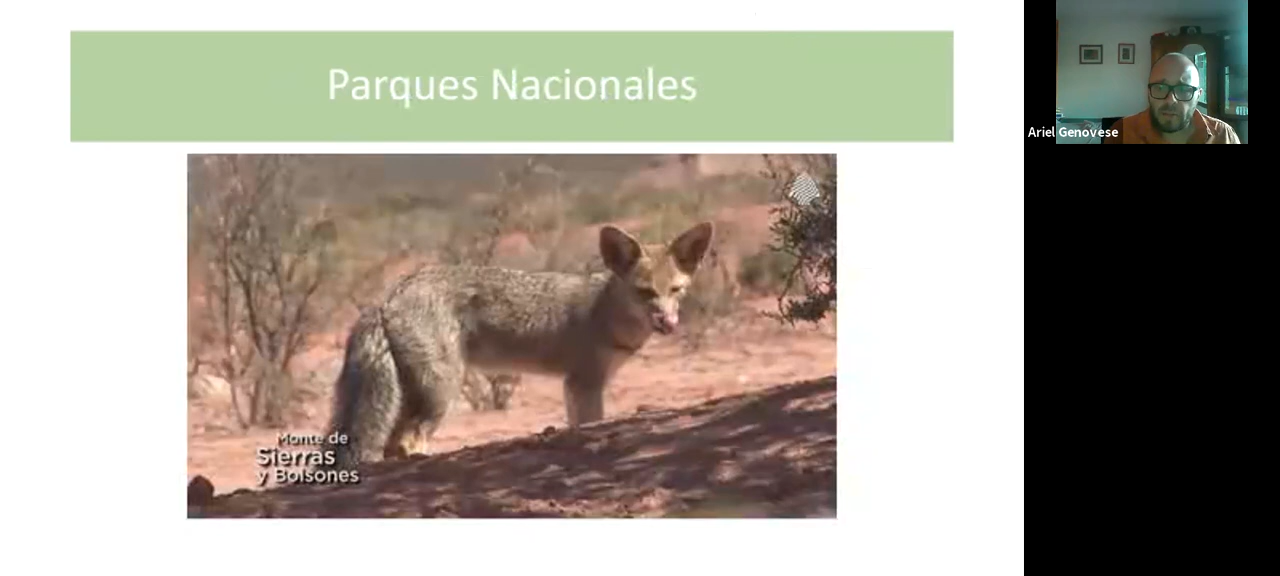 Parques Nacionales
Ariel Genovese
Monte de
Sierras
y Bolsones